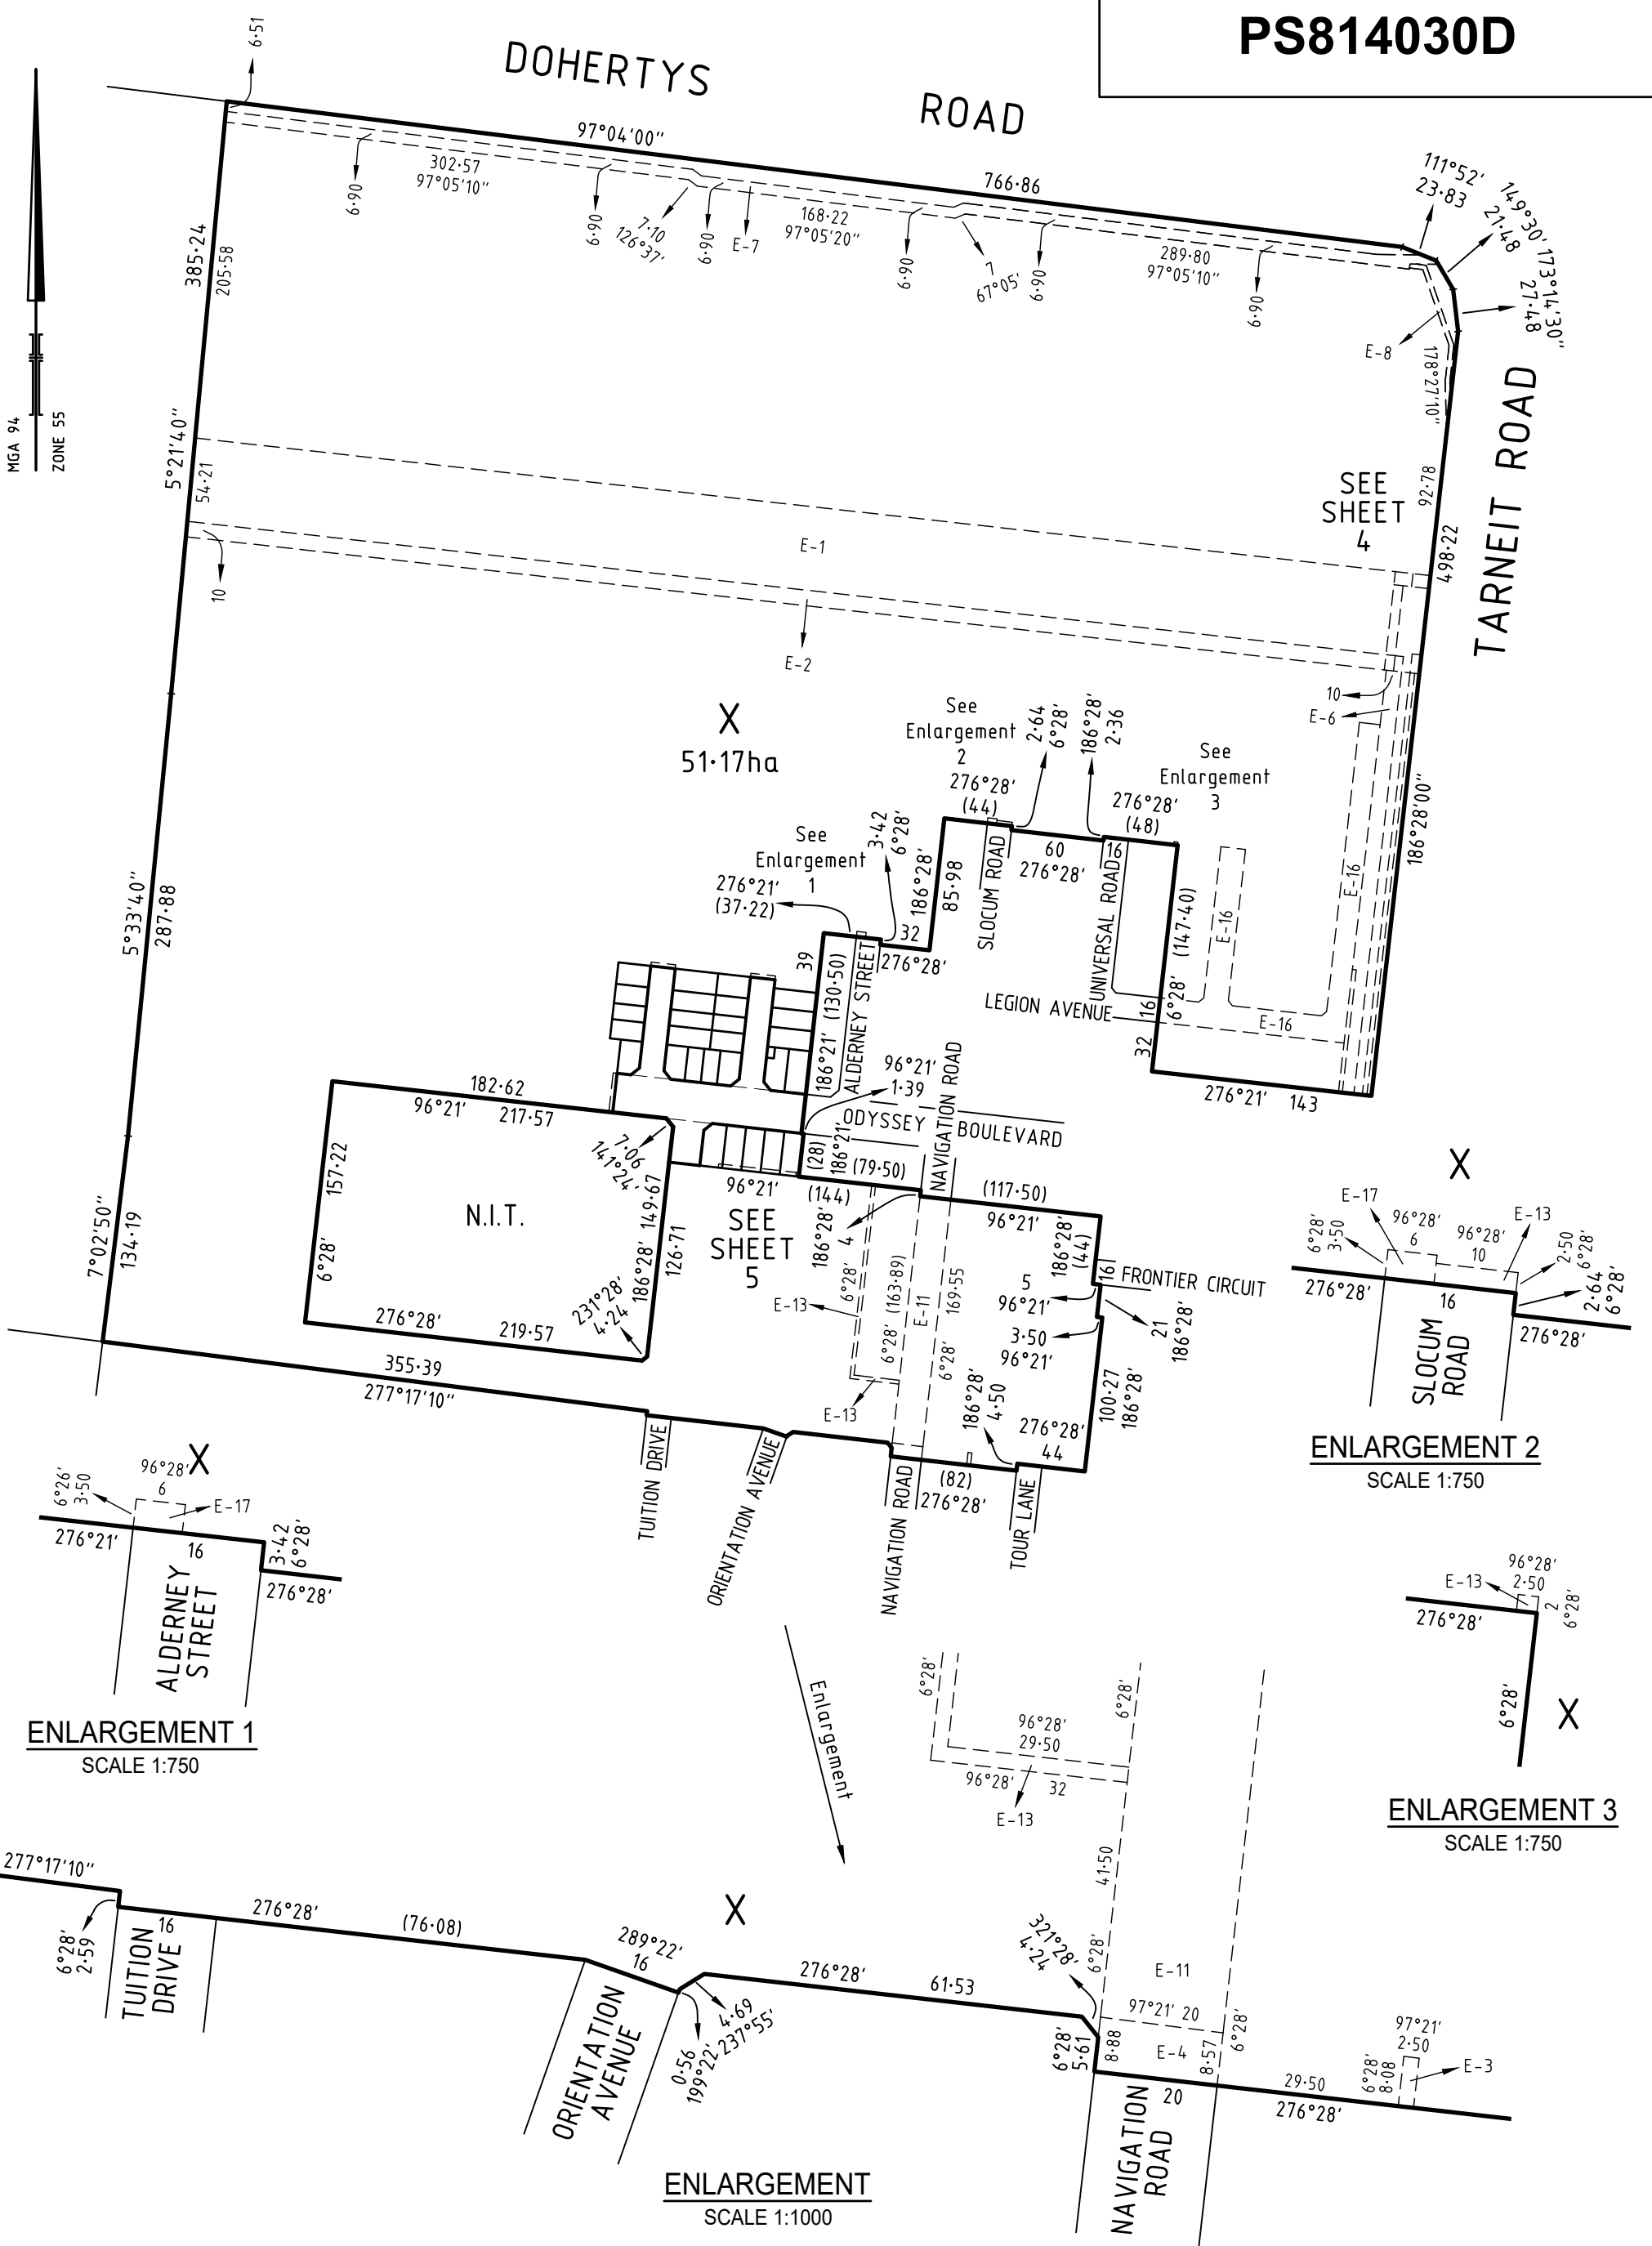 PS814030D
DOHERTYS ROAD
6·51
97°04'00"
766·86
302·57
97°05'10"
6·90
6·90
7·10
126°37'
6·90
E-7
168·22
97°05'20"
6·90
7
67°05'
6·90
289·80
97°05'10"
6·90
111°52'
23·83
149°30'
21·48
173°14'30"
27·48
E-8
178°27'10"
TARNEIT ROAD
MGA 94
ZONE 55
385·24
205·58
5°21'40"
54·21
10
92·78
SEE
SHEET
4
498·22
E-1
E-2
10
E-6
X
51·17ha
See
Enlargement
2
276°28'
(44)
2·64
6°28'
186°28'
2·36
See
Enlargement
3
276°28'
(48)
186°28'00"
See
Enlargement
1
276°21'
(37·22)
3·42
6°28'
186°28'
85·98
32
276°28'
SLOCUM ROAD
60
276°28'
16
UNIVERSAL ROAD
(147·40)
6°28'
16
32
E-16
E-16
E-16
LEGION AVENUE
276°21'
143
5°33'40"
287·88
39
(130·50)
186°21'
ALDERNEY STREET
96°21'
1·39
NAVIGATION ROAD
ODYSSEY BOULEVARD
182·62
96°21'
217·57
7·06
141°24'
157·22
6°28'
N.I.T.
149·67
186°28'
126·71
231°28'
4·24
276°28'
219·57
7°02'50"
134·19
96°21'
(28)
186°21'
(79·50)
(144)
SEE
SHEET
5
186°28'
4
(117·50)
96°21'
186°28'
(44)
16
FRONTIER CIRCUIT
5
96°21'
21
186°28'
3·50
96°21'
100·27
186°28'
6°28'
E-13
(163·89)
6°28'
E-11
169·55
6°28'
E-13
186°28'
4·50
276°28'
44
(82)
276°28'
355·39
277°17'10"
TUITION DRIVE
ORIENTATION AVENUE
NAVIGATION ROAD
TOUR LANE
X
E-17
6°28'
3·50
96°28'
6
96°28'
10
E-13
2·50
6°28'
2·64
6°28'
276°28'
16
276°28'
SLOCUM
ROAD
ENLARGEMENT 2
SCALE 1:750
X
6°26'
3·50
96°28'
6
E-17
276°21'
16
3·42
6°28'
276°28'
ALDERNEY
STREET
ENLARGEMENT 1
SCALE 1:750
96°28'
2·50
E-13
2
6°28'
276°28'
6°28'
X
ENLARGEMENT 3
SCALE 1:750
Enlargement
6°28'
96°28'
29·50
96°28'
32
E-13
6°28'
41·50
277°17'10"
6°28'
2·59
16
TUITION
DRIVE
276°28'
(76·08)
X
289°22'
16
ORIENTATION
AVENUE
4·69
237°55'
0·56
199°22'
276°28'
61·53
321°28'
4·24
6°28'
E-11
97°21'
20
6°28'
6°28'
5·61
8·88
E-4
8·57
20
NAVIGATION
ROAD
29·50
276°28'
6°28'
8·08
97°21'
2·50
E-3
ENLARGEMENT
SCALE 1:1000